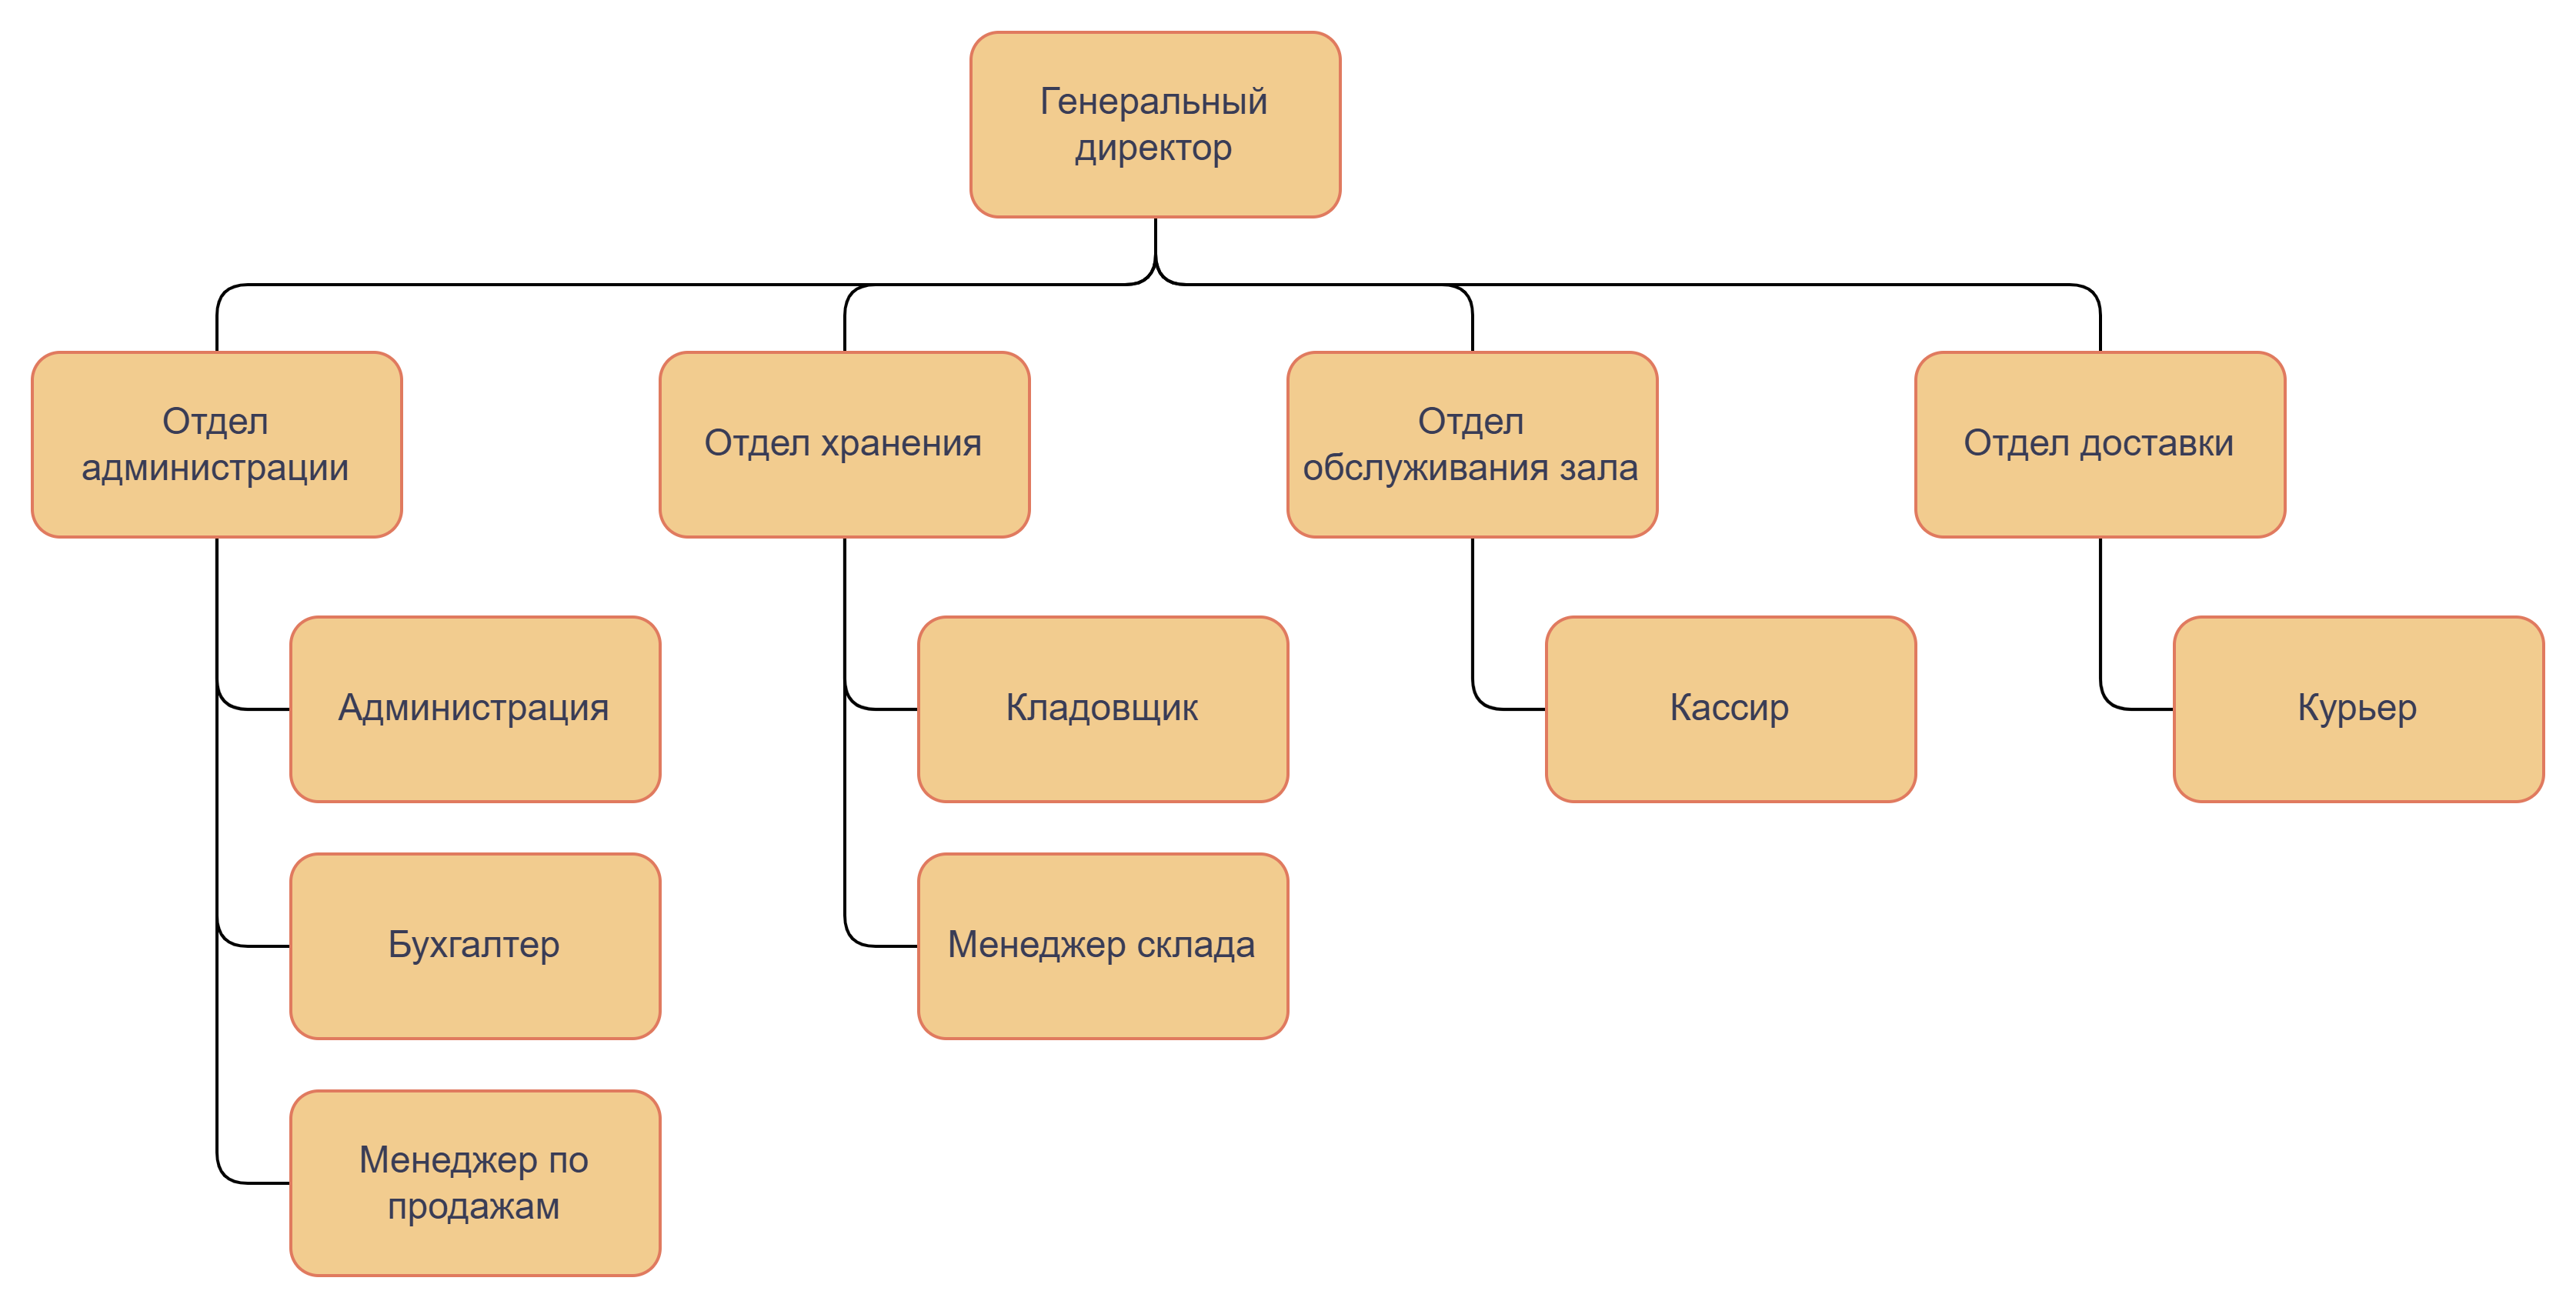 Генеральный
директор
Отдел
администрации
Отдел хранения
Отдел
обслуживания зала
Отдел доставки
Администрация
Кладовщик
Кассир
Курьер
Бухгалтер
Менеджер склада
Менеджер по
продажам